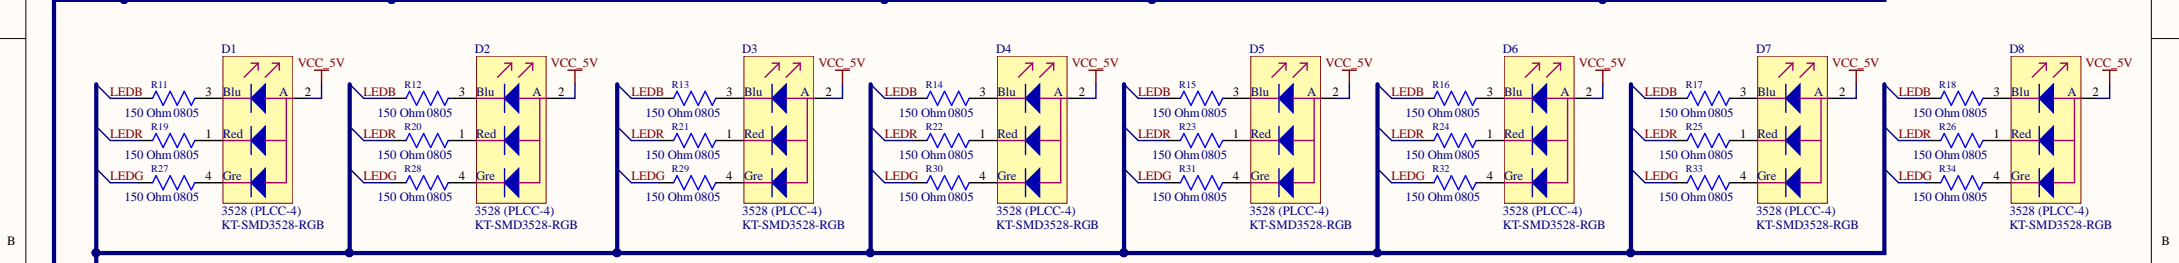 D1 D2 D3 D4 D5 D6 D7 D8
VCC_5V VCC_5V VCC_5V VCC_5V VCC_5V VCC_5V VCC_5V VCC_5V
LEDB R11 3 Blu A 2 LEDB R12 3 Blu A 2 LEDB R13 3 Blu A 2 LEDB R14 3 Blu A 2 LEDB R15 3 Blu A 2 LEDB R16 3 Blu A 2 LEDB R17 3 Blu A 2 LEDB R18 3 Blu A 2
150 Ohm 0805 150 Ohm 0805 150 Ohm 0805 150 Ohm 0805 150 Ohm 0805 150 Ohm 0805 150 Ohm 0805 150 Ohm 0805
LEDR R19 1 Red LEDR R20 1 Red LEDR R21 1 Red LEDR R22 1 Red LEDR R23 1 Red LEDR R24 1 Red LEDR R25 1 Red LEDR R26 1 Red
150 Ohm 0805 150 Ohm 0805 150 Ohm 0805 150 Ohm 0805 150 Ohm 0805 150 Ohm 0805 150 Ohm 0805 150 Ohm 0805
LEDG R27 4 Gre LEDG R28 4 Gre LEDG R29 4 Gre LEDG R30 4 Gre LEDG R31 4 Gre LEDG R32 4 Gre LEDG R33 4 Gre LEDG R34 4 Gre
150 Ohm 0805 150 Ohm 0805 150 Ohm 0805 150 Ohm 0805 150 Ohm 0805 150 Ohm 0805 150 Ohm 0805 150 Ohm 0805
3528 (PLCC-4) 3528 (PLCC-4) 3528 (PLCC-4) 3528 (PLCC-4) 3528 (PLCC-4) 3528 (PLCC-4) 3528 (PLCC-4) 3528 (PLCC-4)
KT-SMD3528-RGB KT-SMD3528-RGB KT-SMD3528-RGB KT-SMD3528-RGB KT-SMD3528-RGB KT-SMD3528-RGB KT-SMD3528-RGB KT-SMD3528-RGB
B B